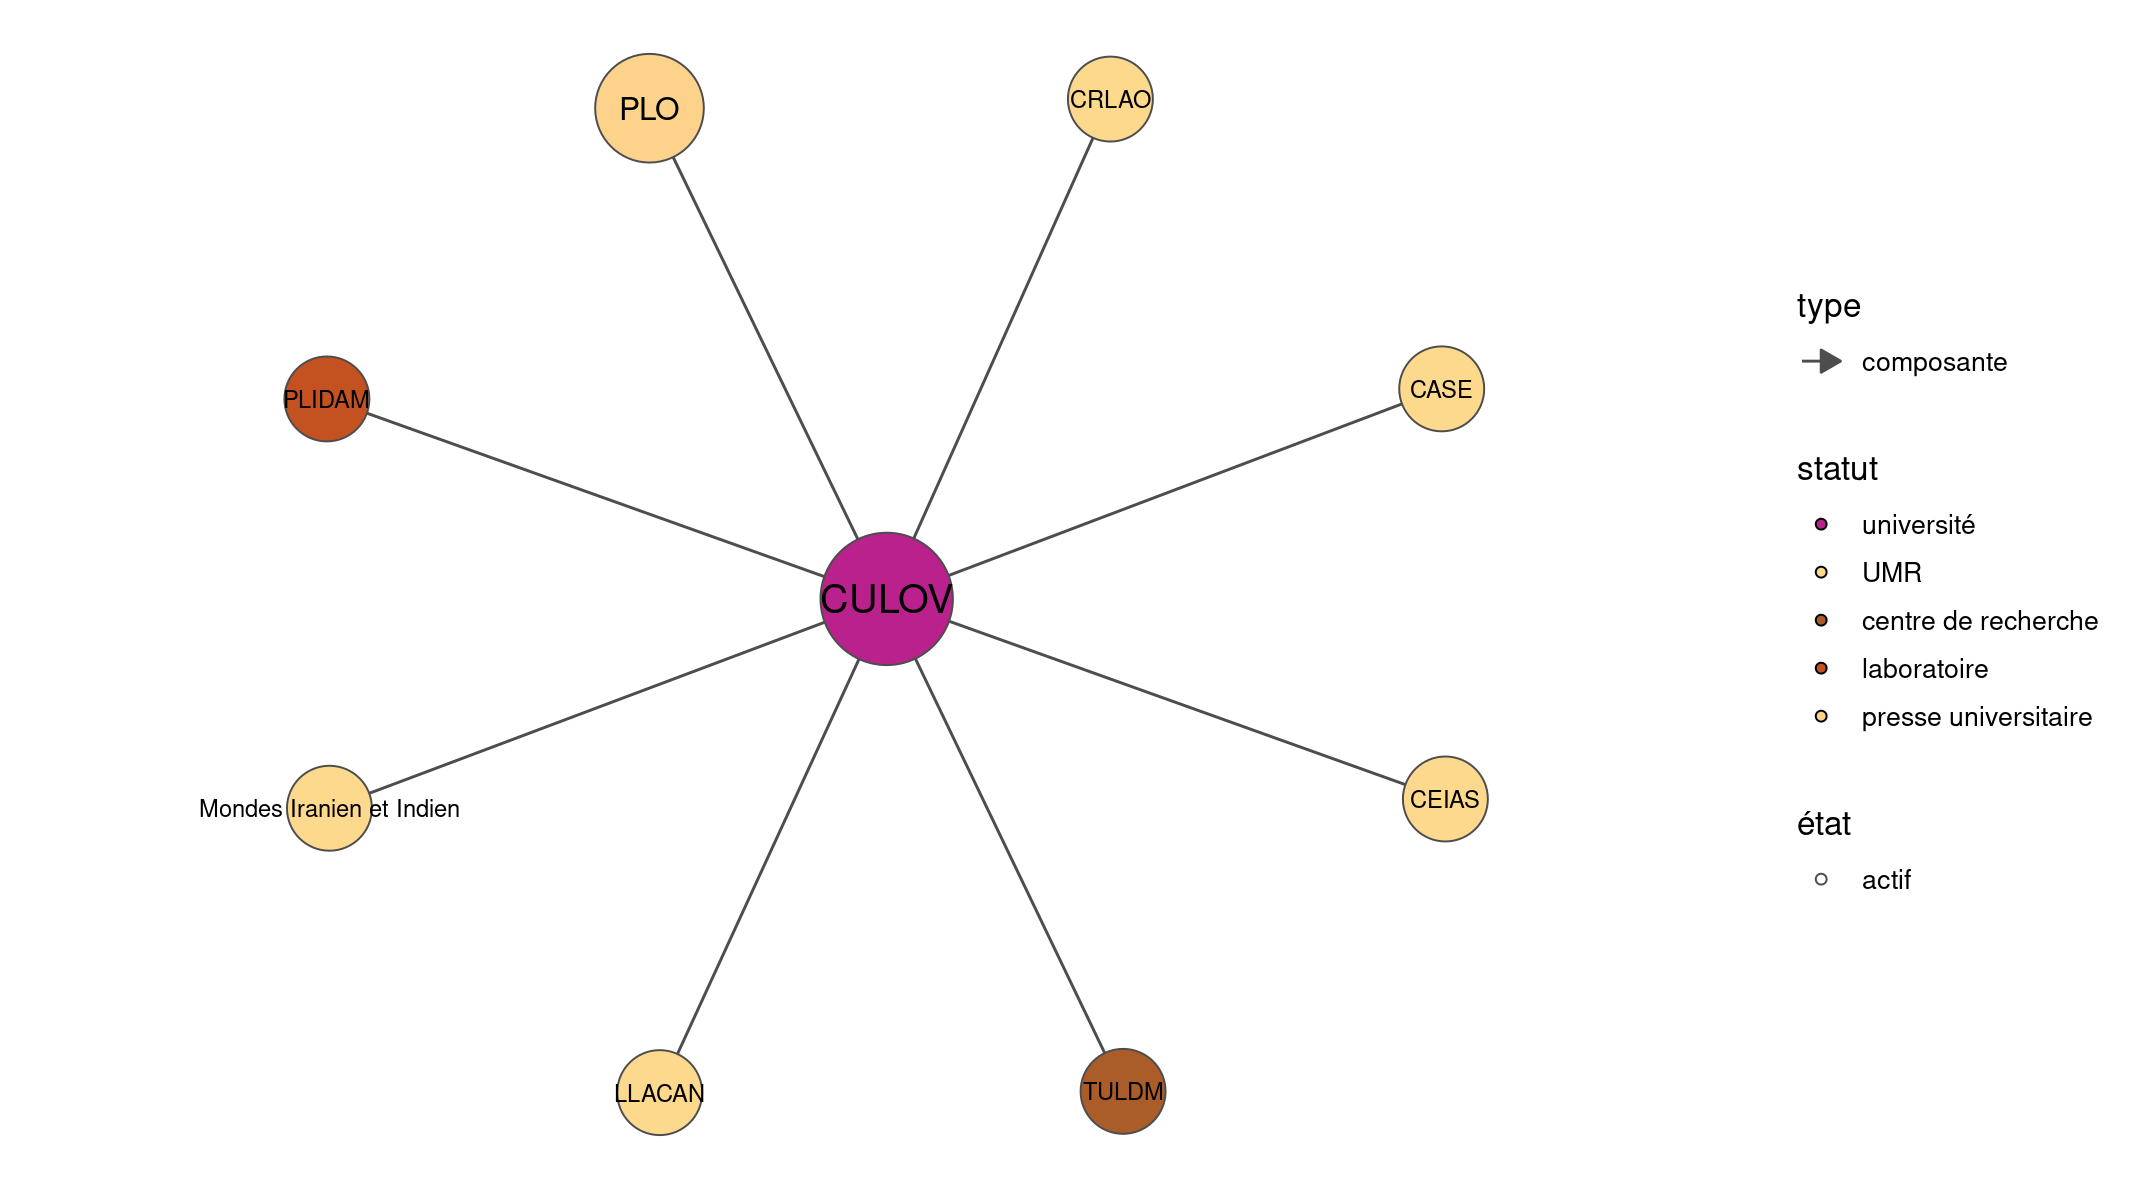 PLO
CRLAO
PLIDAM
CASE
CULOV
Mondes Iranien et Indien
CEIAS
LLACAN
TULDM
type
composante
statut
université
UMR
centre de recherche
laboratoire
presse universitaire
état
actif